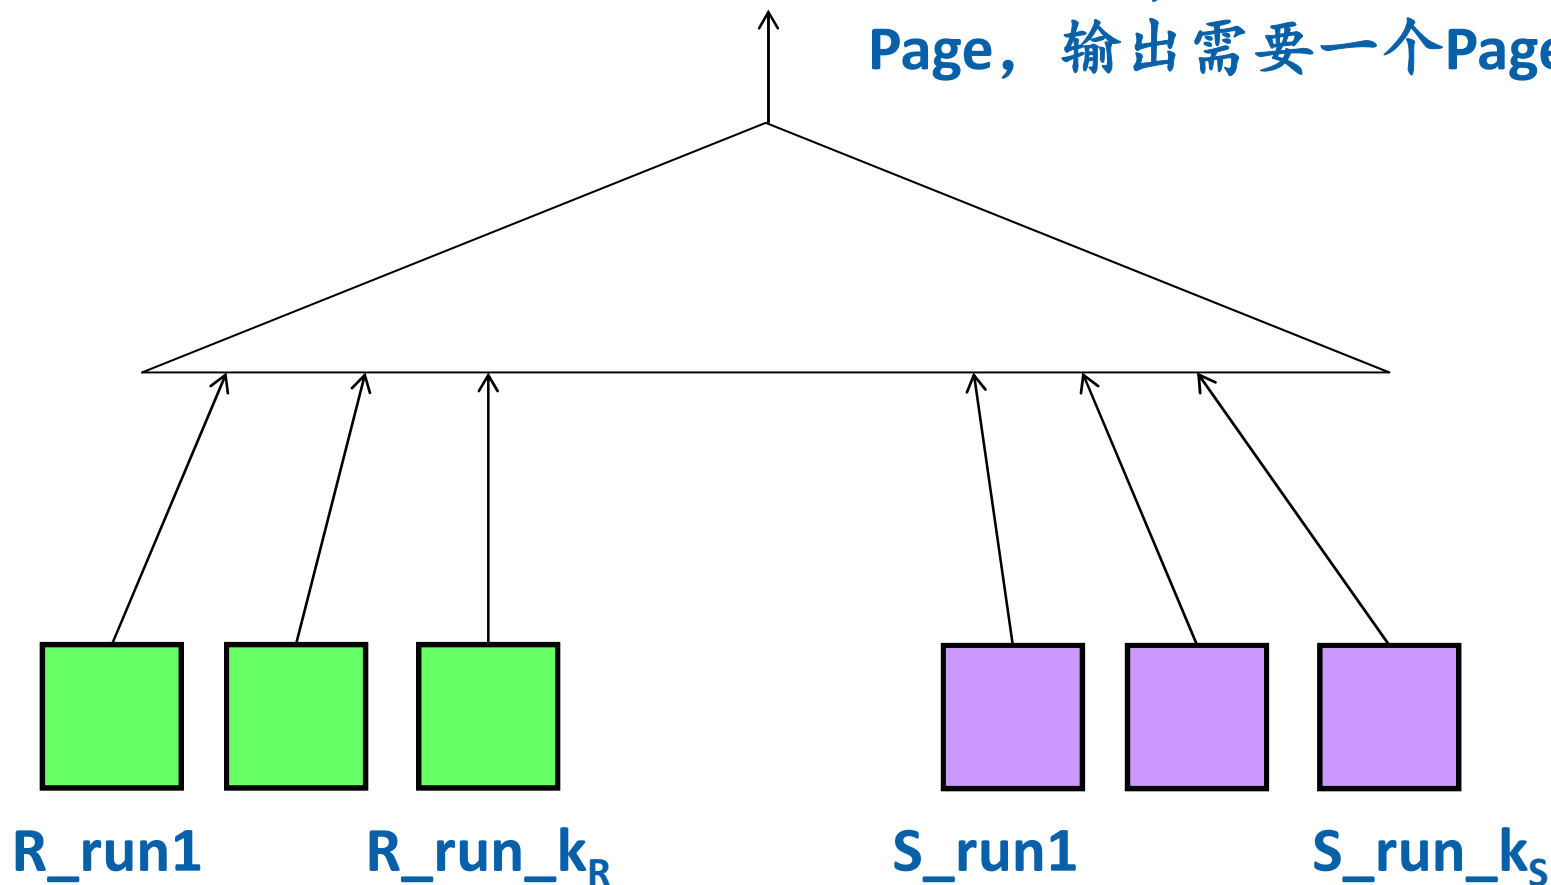 Page，输出需要一个Page
R_run1 R_run_kR S_run1 S_run_kS